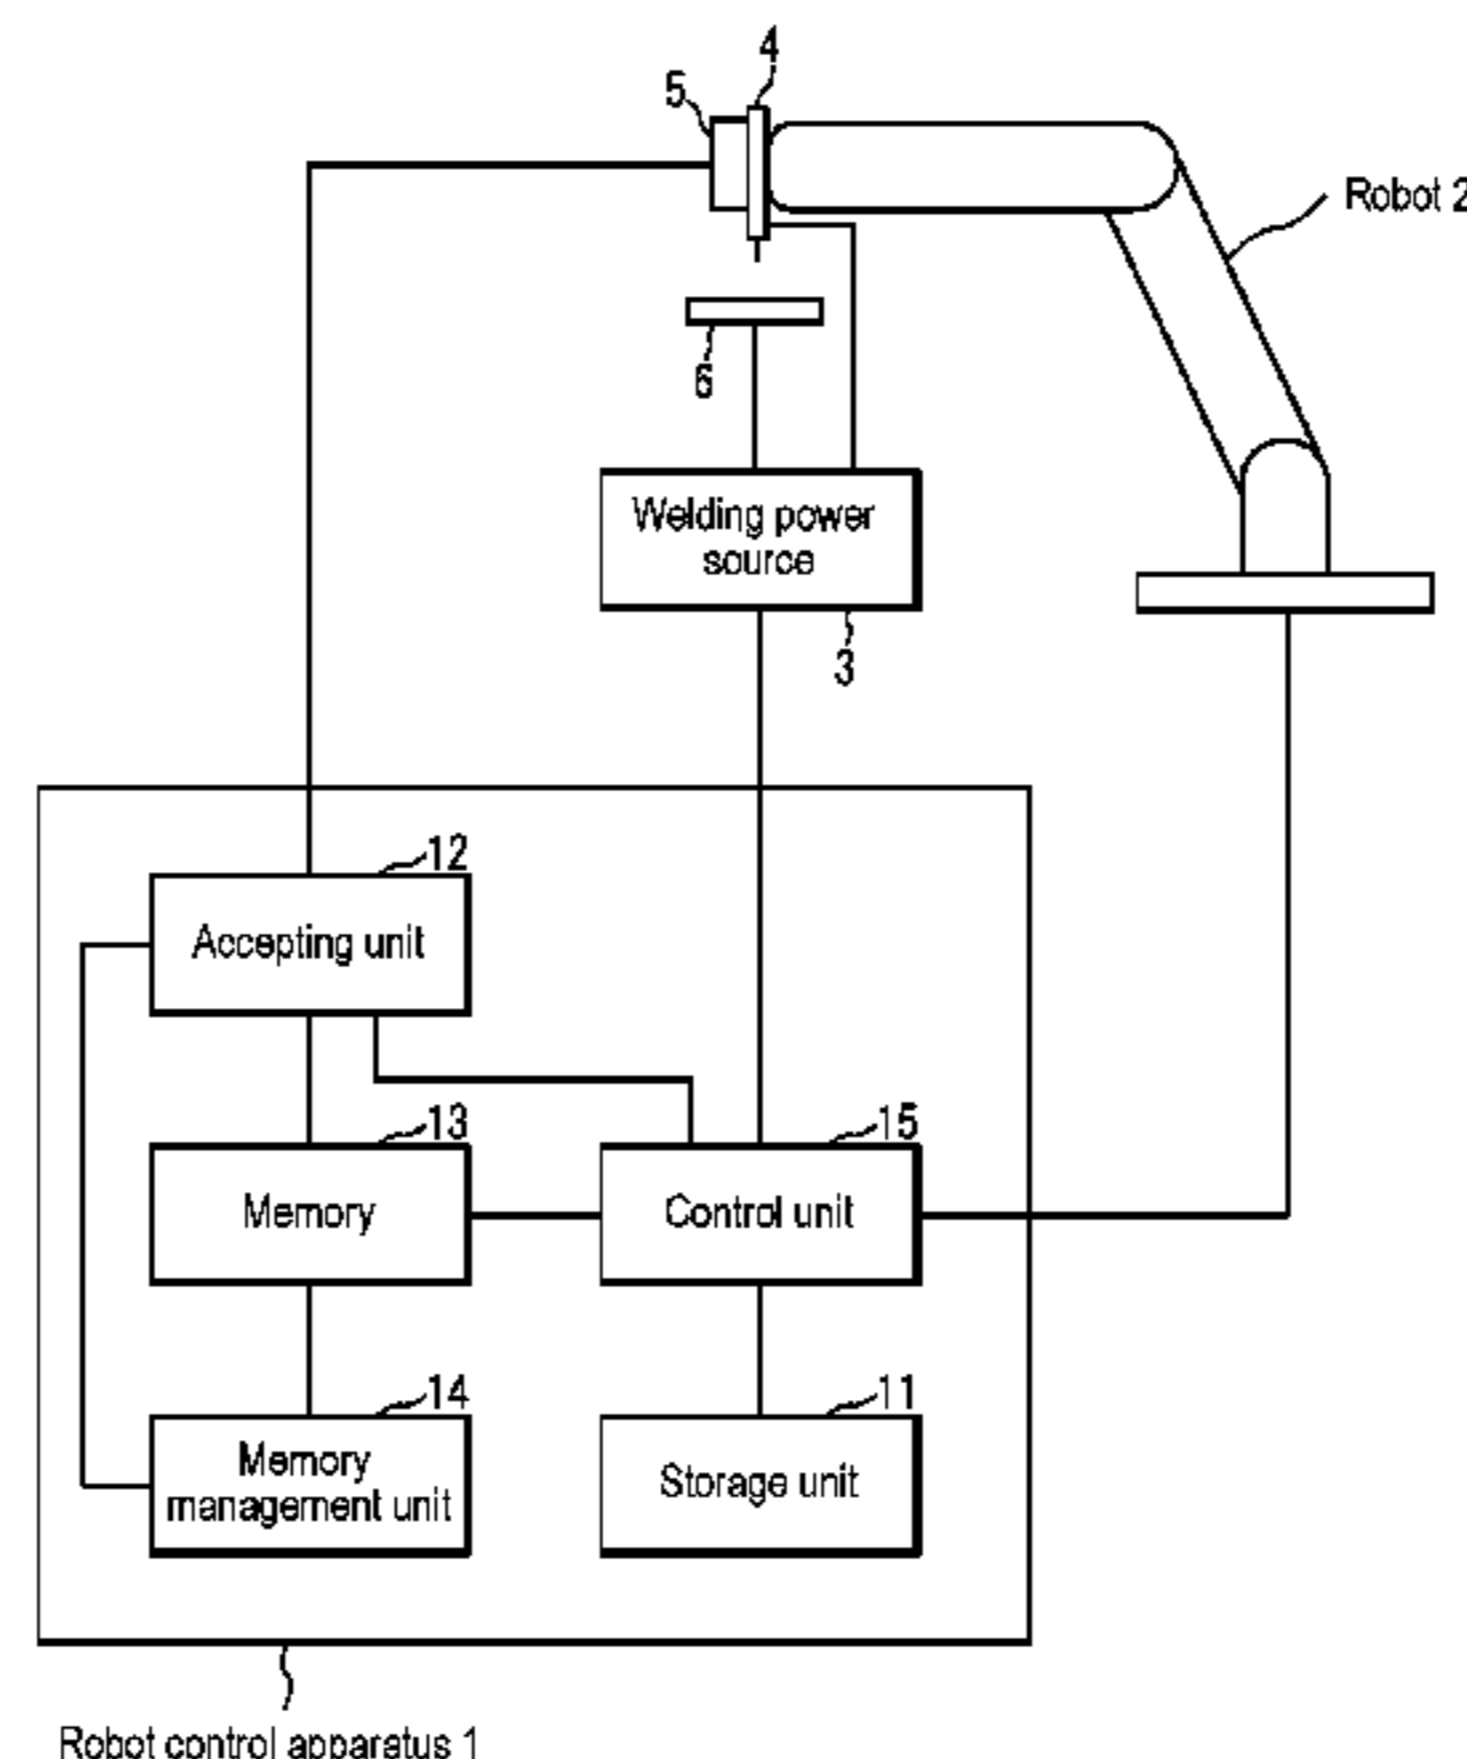 4
5
Robot 2
6
Welding power
source
3
12
Accepting unit
13
15
Memory
Control unit
14
11
Memory
management unit
Storage unit
Robot control apparatus 1